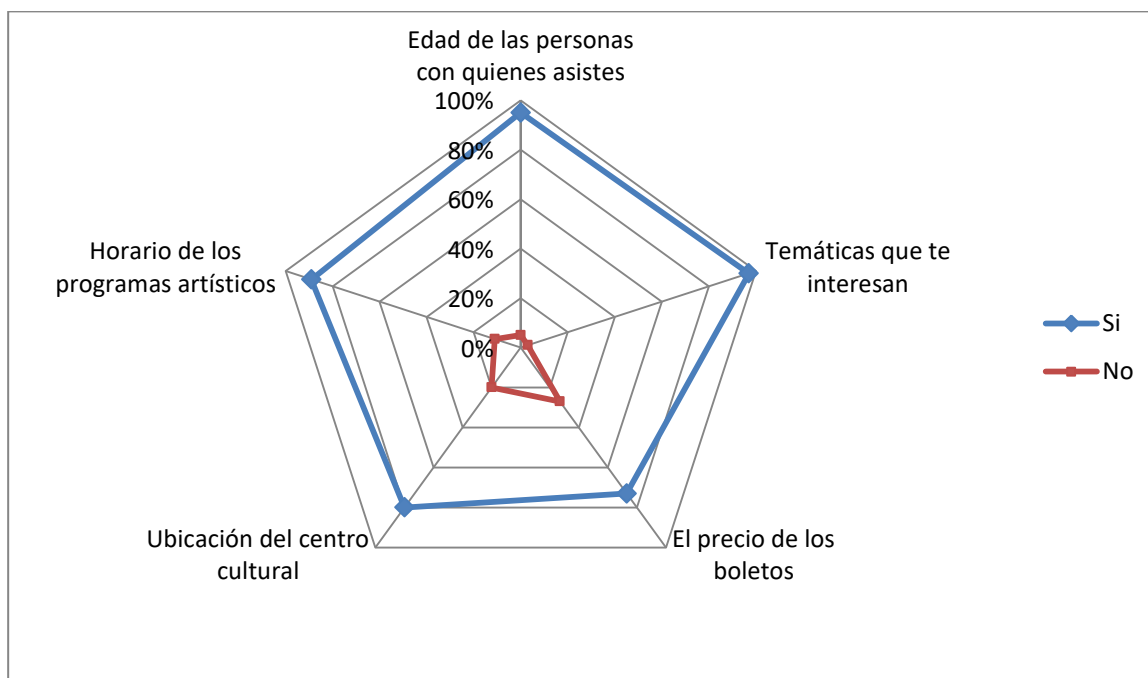 Edad de las personas
con quienes asistes
100%
80%
60%
40%
20%
0%
Temáticas que te
interesan
El precio de los
boletos
Ubicación del centro
cultural
Horario de los
programas artísticos
Si
No